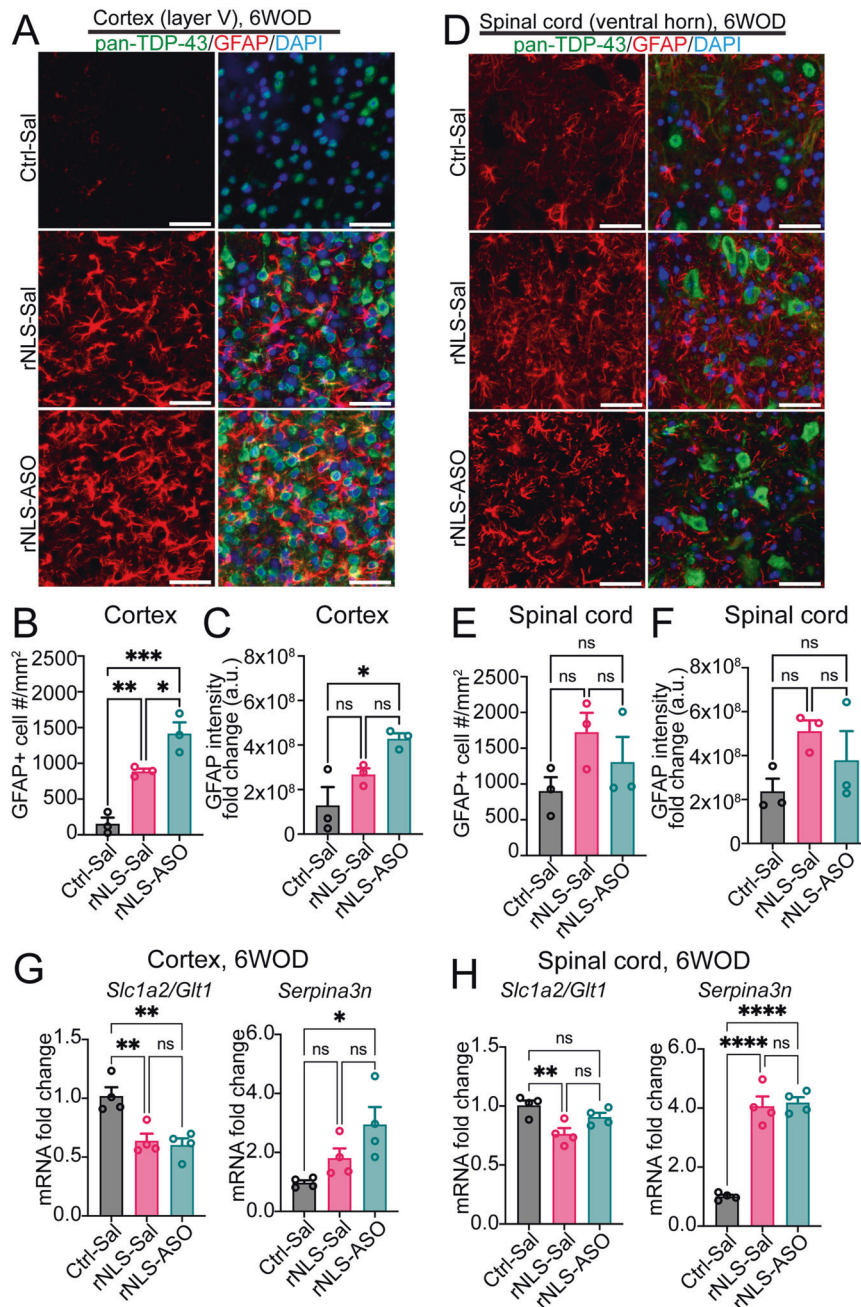 A
Cortex (layer V), 6WOD
pan-TDP-43/GFAP/DAPI
Ctrl-Sal
rNLS-Sal
rNLS-ASO
D
Spinal cord (ventral horn), 6WOD
pan-TDP-43/GFAP/DAPI
Ctrl-Sal
rNLS-Sal
rNLS-ASO
B
Cortex
GFAP+ cell #/mm²
2500
2000
1500
1000
500
0
***
**
*
Ctrl-Sal
rNLS-Sal
rNLS-ASO
C
Cortex
GFAP intensity
fold change (a.u.)
8x10⁸
6x10⁸
4x10⁸
2x10⁸
0
*
ns
ns
Ctrl-Sal
rNLS-Sal
rNLS-ASO
E
Spinal cord
GFAP+ cell #/mm²
2500
2000
1500
1000
500
0
ns
ns
ns
Ctrl-Sal
rNLS-Sal
rNLS-ASO
F
Spinal cord
GFAP intensity
fold change (a.u.)
8x10⁸
6x10⁸
4x10⁸
2x10⁸
0
ns
ns
ns
Ctrl-Sal
rNLS-Sal
rNLS-ASO
G
Cortex, 6WOD
Slc1a2/Glt1
mRNA fold change
1.5
1.0
0.5
0.0
**
**
ns
Ctrl-Sal
rNLS-Sal
rNLS-ASO
Serpina3n
mRNA fold change
6.0
4.0
2.0
0.0
*
ns
ns
Ctrl-Sal
rNLS-Sal
rNLS-ASO
H
Spinal cord, 6WOD
Slc1a2/Glt1
mRNA fold change
1.5
1.0
0.5
0.0
ns
**
ns
Ctrl-Sal
rNLS-Sal
rNLS-ASO
Serpina3n
mRNA fold change
6.0
4.0
2.0
0.0
****
****
ns
Ctrl-Sal
rNLS-Sal
rNLS-ASO